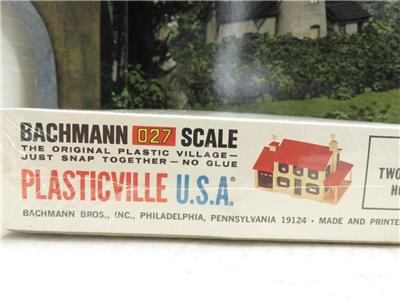 BACHMANN 027 SCALE
THE ORIGINAL PLASTIC VILLAGE—
JUST SNAP TOGETHER — NO GLUE
PLASTICVILLE U.S.A.®
BACHMANN BROS., INC., PHILADELPHIA, PENNSYLVANIA 19124 • MADE AND PRINTE
TWO